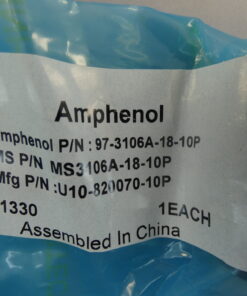 Amphenol
mphenol P/N : 97-3106A-18-10P
MS P/N MS3106A-18-10P
Mfg P/N :U10-820070-10P
1330 1EACH
Assembled In China